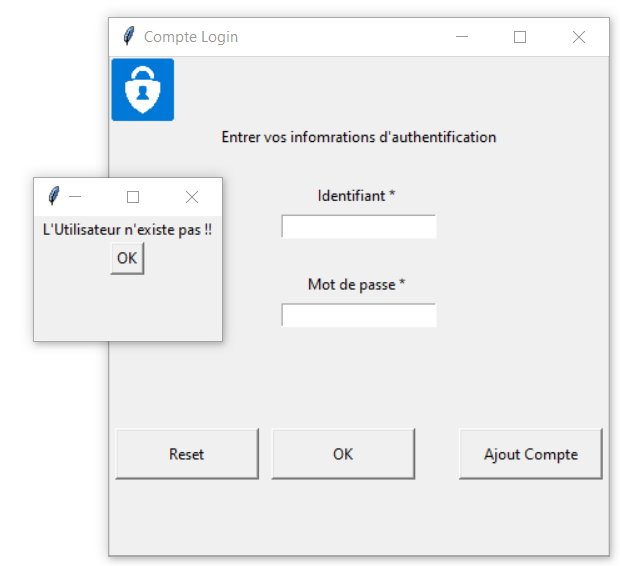 Compte Login
Entrer vos infomrations d'authentification
Identifiant *
L'Utilisateur n'existe pas !!
OK
Mot de passe *
Reset
OK
Ajout Compte